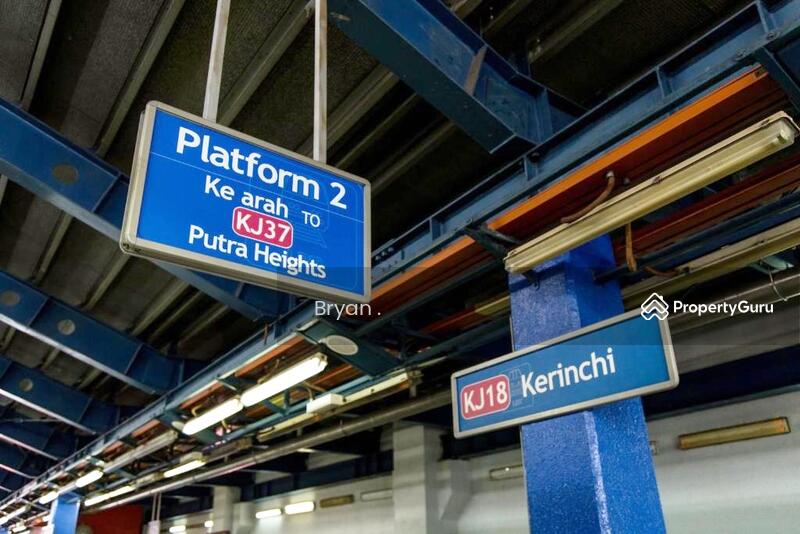 Platform 2
Ke arah TO
KJ37
Putra Heights
Bryan .
PropertyGuru
KJ18 Kerinchi